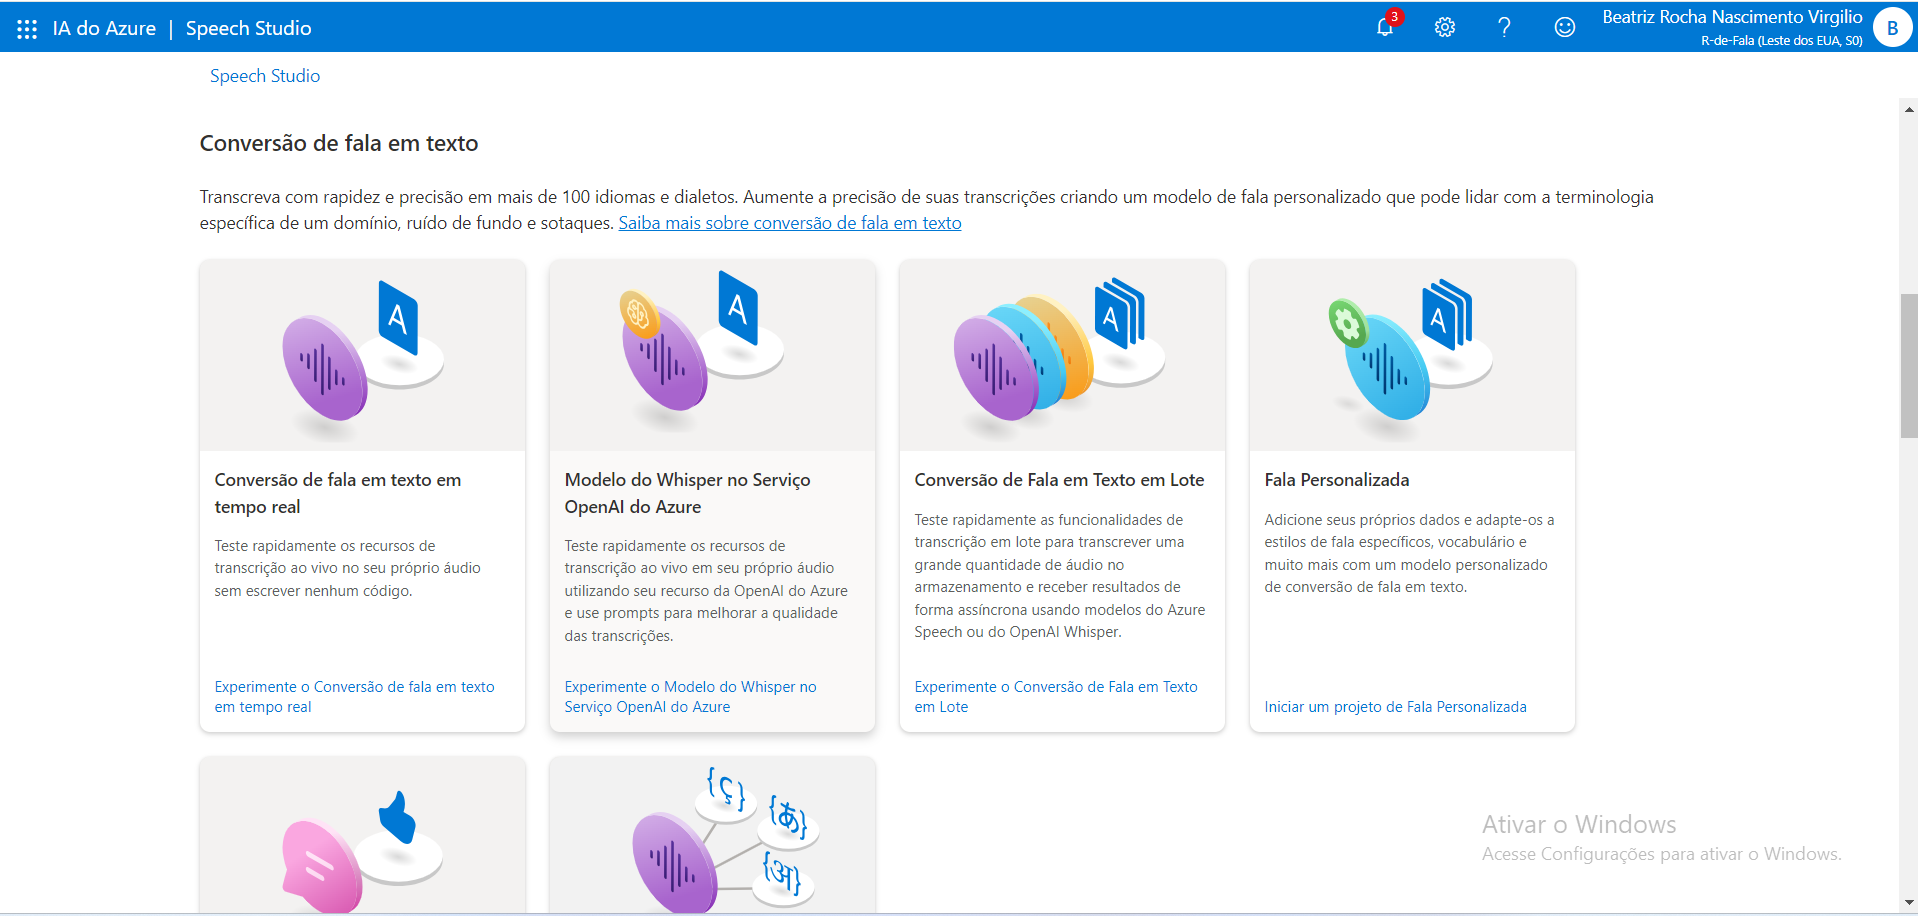 IA do Azure | Speech Studio
3
Beatriz Rocha Nascimento Virgilio
R-de-Fala (Leste dos EUA, S0)
B
Speech Studio
Conversão de fala em texto
Transcreva com rapidez e precisão em mais de 100 idiomas e dialetos. Aumente a precisão de suas transcrições criando um modelo de fala personalizado que pode lidar com a terminologia
específica de um domínio, ruído de fundo e sotaques. Saiba mais sobre conversão de fala em texto
A
Conversão de fala em texto em
tempo real
Teste rapidamente os recursos de
transcrição ao vivo no seu próprio áudio
sem escrever nenhum código.
Experimente o Conversão de fala em texto
em tempo real
A
Modelo do Whisper no Serviço
OpenAI do Azure
Teste rapidamente os recursos de
transcrição ao vivo em seu próprio áudio
utilizando seu recurso da OpenAI do Azure
e use prompts para melhorar a qualidade
das transcrições.
Experimente o Modelo do Whisper no
Serviço OpenAI do Azure
A
Conversão de Fala em Texto em Lote
Teste rapidamente as funcionalidades de
transcrição em lote para transcrever uma
grande quantidade de áudio no
armazenamento e receber resultados de
forma assíncrona usando modelos do Azure
Speech ou do OpenAI Whisper.
Experimente o Conversão de Fala em Texto
em Lote
A
Fala Personalizada
Adicione seus próprios dados e adapte-os a
estilos de fala específicos, vocabulário e
muito mais com um modelo personalizado
de conversão de fala em texto.
Iniciar um projeto de Fala Personalizada
{ç}
{あ}
{अ}
Ativar o Windows
Acesse Configurações para ativar o Windows.